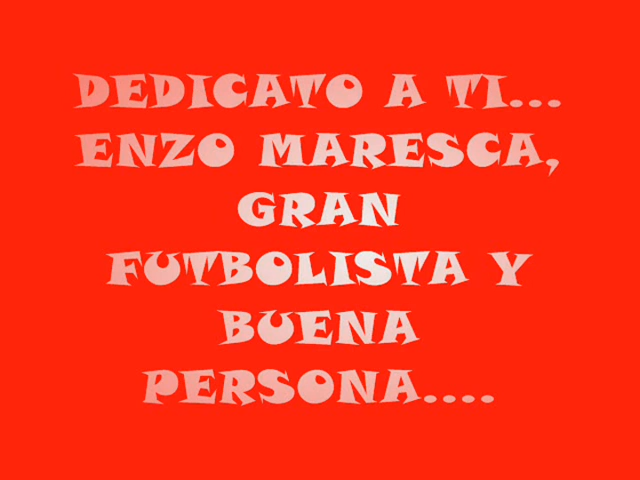 DEDICATO A TI...
ENZO MARESCA,
GRAN
FUTBOLISTA Y
BUENA
PERSONA....